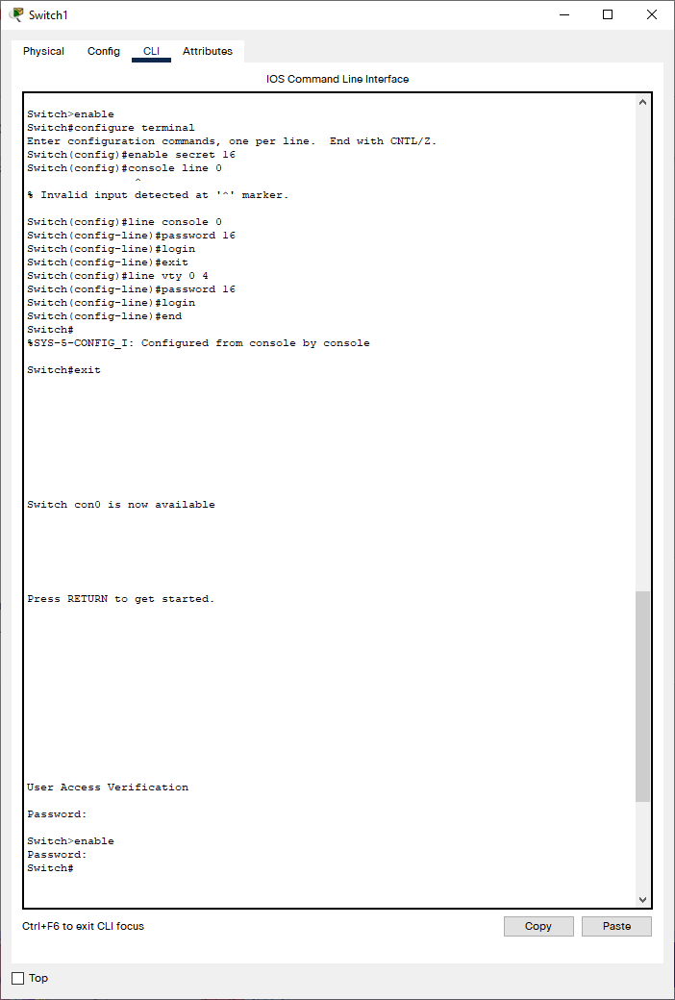 Switch1
Physical Config CLI Attributes
IOS Command Line Interface
Switch>enable
Switch#configure terminal
Enter configuration commands, one per line.  End with CNTL/Z.
Switch(config)#enable secret 16
Switch(config)#console line 0
^
% Invalid input detected at '^' marker.
Switch(config)#line console 0
Switch(config-line)#password 16
Switch(config-line)#login
Switch(config-line)#exit
Switch(config)#line vty 0 4
Switch(config-line)#password 16
Switch(config-line)#login
Switch(config-line)#end
Switch#
%SYS-5-CONFIG_I: Configured from console by console
Switch#exit
Switch con0 is now available
Press RETURN to get started.
User Access Verification
Password:
Switch>enable
Password:
Switch#
Ctrl+F6 to exit CLI focus
Copy
Paste
Top